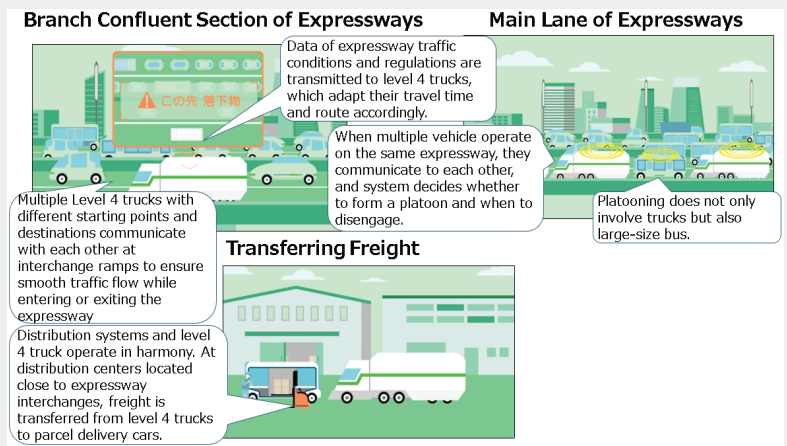 Branch Confluent Section of Expressways
Data of expressway traffic
conditions and regulations are
transmitted to level 4 trucks,
which adapt their travel time
and route accordingly.
この先 落下物
Multiple Level 4 trucks with
different starting points and
destinations communicate
with each other at
interchange ramps to ensure
smooth traffic flow while
entering or exiting the
expressway
Main Lane of Expressways
When multiple vehicle operate
on the same expressway, they
communicate to each other,
and system decides whether
to form a platoon and when to
disengage.
Platooning does not only
involve trucks but also
large-size bus.
Transferring Freight
Distribution systems and level
4 truck operate in harmony. At
distribution centers located
close to expressway
interchanges, freight is
transferred from level 4 trucks
to parcel delivery cars.